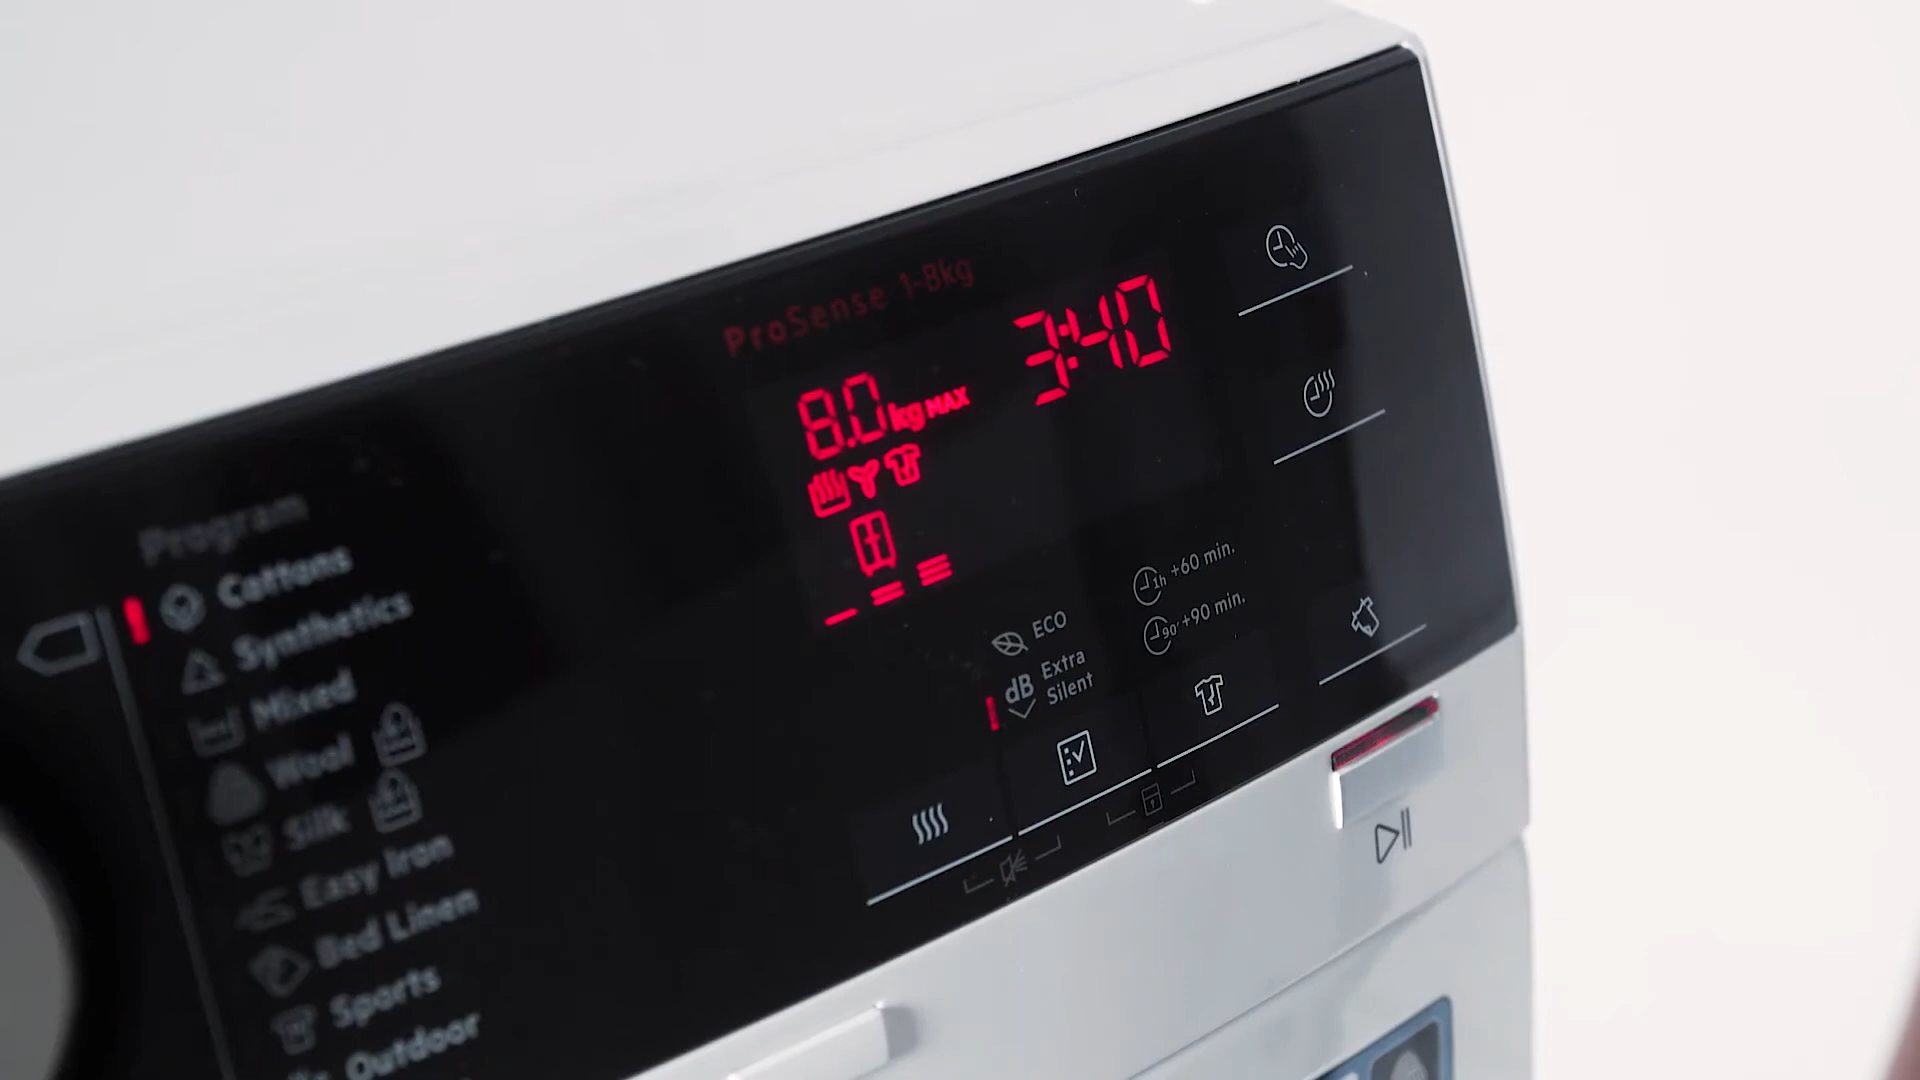 ProSense 1-8kg
8.0 kg MAX
3:40
Program
Cottons
Synthetics
Mixed
Wool
Silk
Easy Iron
Bed Linen
Sports
Outdoor
ECO
dB Extra
Silent
1h +60 min.
90' +90 min.